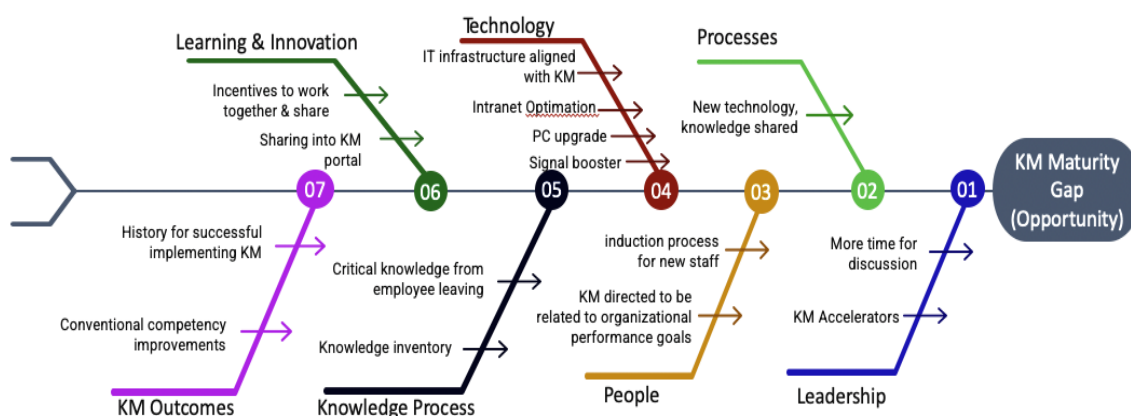 Learning & Innovation
Incentives to work
together & share
Sharing into KM
portal
Technology
IT infrastructure aligned
with KM
Intranet Optimation
PC upgrade
Signal booster
Processes
New technology,
knowledge shared
07
06
05
04
03
02
01
KM Maturity
Gap
(Opportunity)
History for successful
implementing KM
Conventional competency
improvements
KM Outcomes
Critical knowledge from
employee leaving
Knowledge inventory
Knowledge Process
induction process
for new staff
KM directed to be
related to organizational
performance goals
People
More time for
discussion
KM Accelerators
Leadership